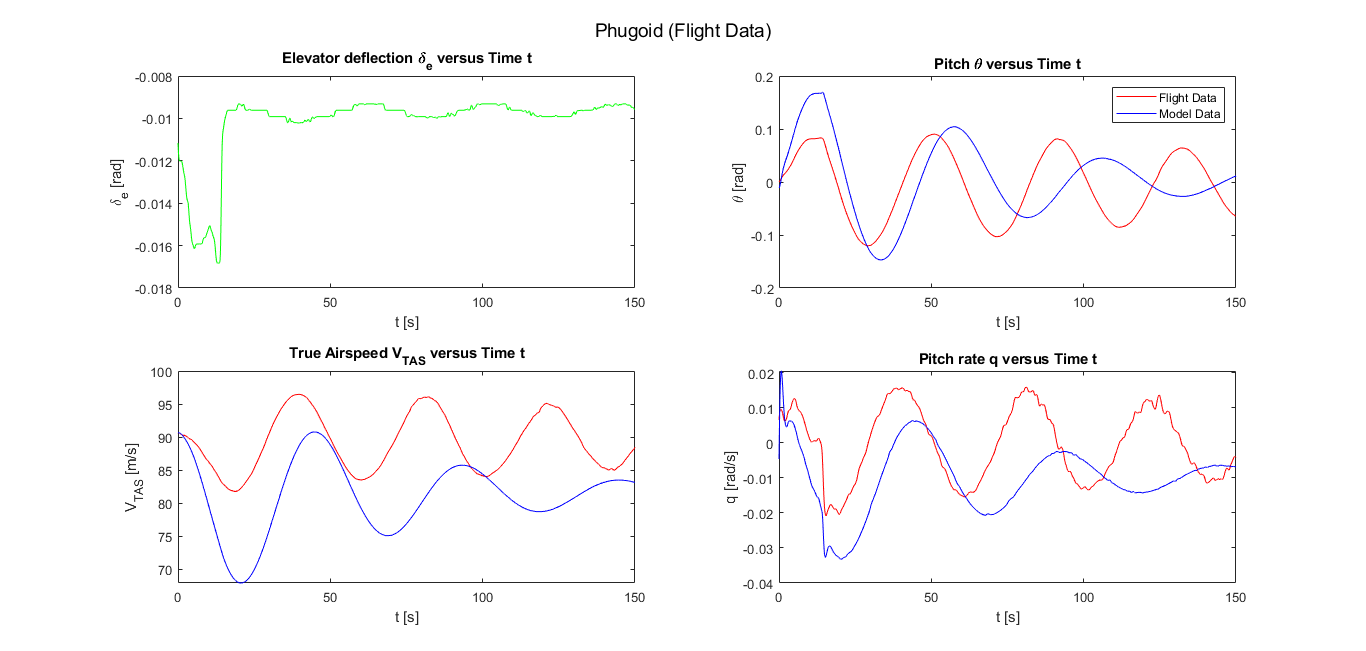 Phugoid (Flight Data)
Elevator deflection δe versus Time t
-0.008
-0.01
-0.012
-0.014
-0.016
-0.018
δe [rad]
0 50 100 150
t [s]
Pitch θ versus Time t
0.2
0.1
0
-0.1
-0.2
θ [rad]
Flight Data
Model Data
0 50 100 150
t [s]
True Airspeed VTAS versus Time t
100
95
90
85
80
75
70
VTAS [m/s]
0 50 100 150
t [s]
Pitch rate q versus Time t
0.02
0.01
0
-0.01
-0.02
-0.03
-0.04
q [rad/s]
0 50 100 150
t [s]